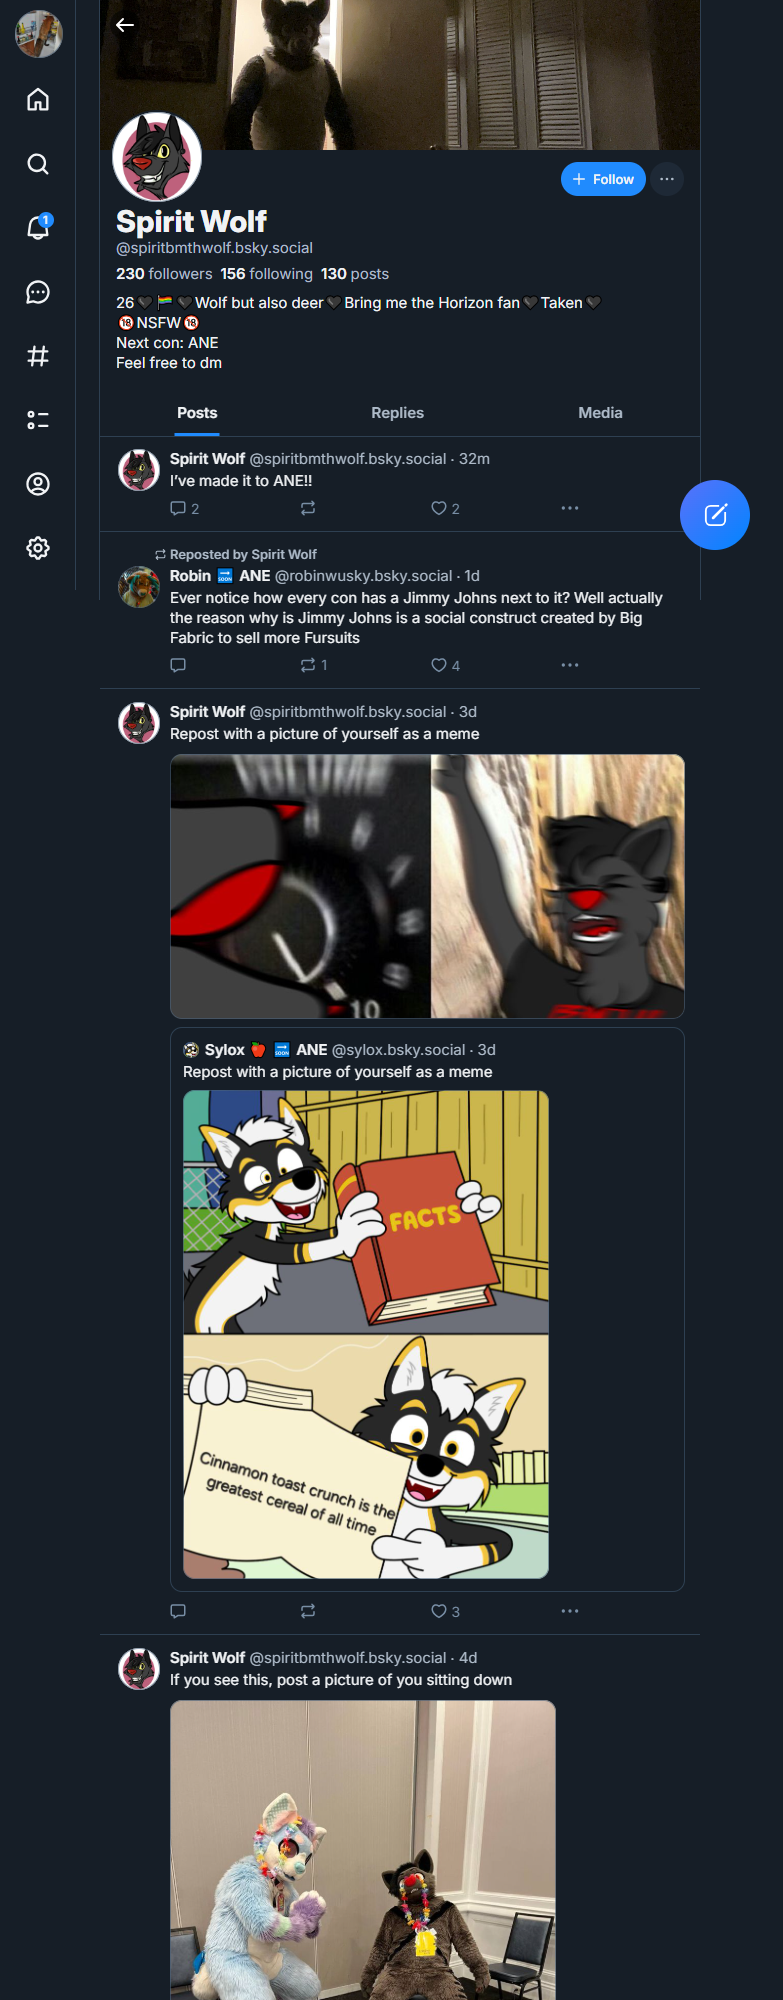 1
+ Follow
Spirit Wolf
@spiritbmthwolf.bsky.social
230 followers 156 following 130 posts
26🖤🏳️‍🌈🖤Wolf but also deer🖤Bring me the Horizon fan🖤Taken🖤
🔞NSFW🔞
Next con: ANE
Feel free to dm
Posts Replies Media
Spirit Wolf @spiritbmthwolf.bsky.social · 32m
I’ve made it to ANE!!
2 2
Reposted by Spirit Wolf
Robin 🔜 ANE @robinwusky.bsky.social · 1d
Ever notice how every con has a Jimmy Johns next to it? Well actually
the reason why is Jimmy Johns is a social construct created by Big
Fabric to sell more Fursuits
1 4
Spirit Wolf @spiritbmthwolf.bsky.social · 3d
Repost with a picture of yourself as a meme
10
Sylox 🍎 🔜 ANE @sylox.bsky.social · 3d
Repost with a picture of yourself as a meme
FACTS
Cinnamon toast crunch is the
greatest cereal of all time
3
Spirit Wolf @spiritbmthwolf.bsky.social · 4d
If you see this, post a picture of you sitting down